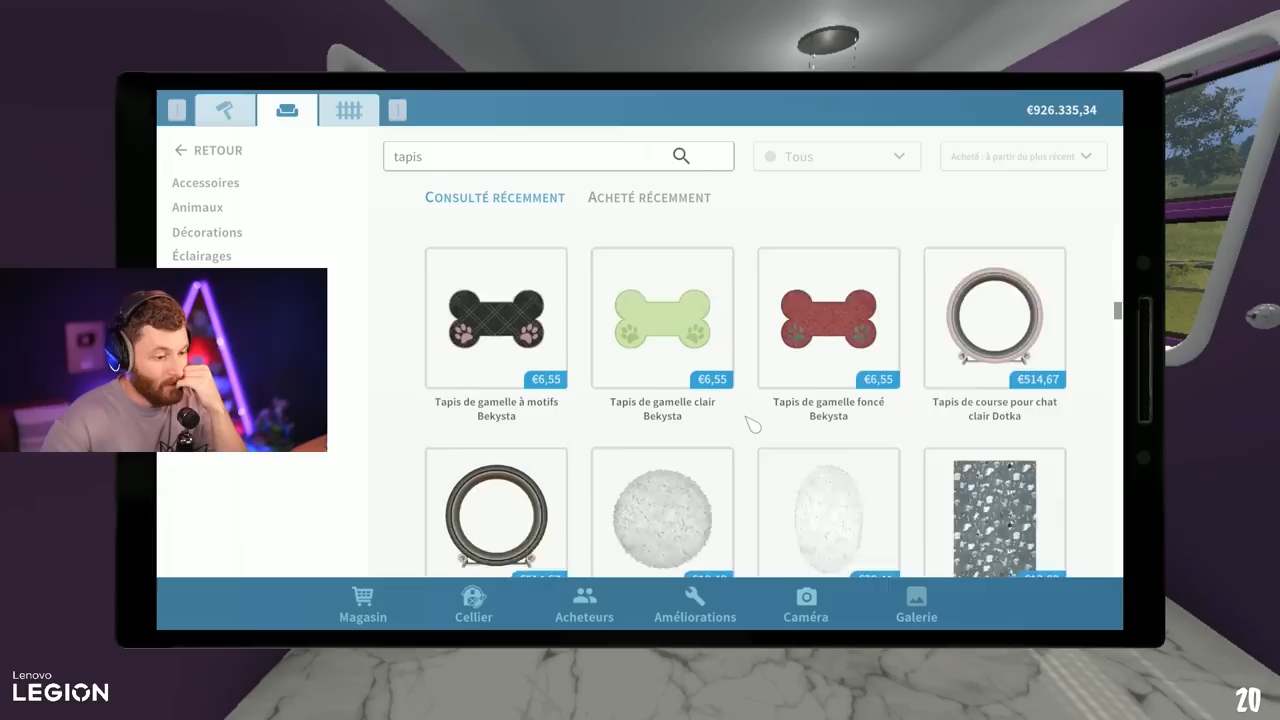 €926.335,34
RETOUR
tapis
Tous
Acheté : à partir du plus récent
Accessoires
Animaux
Décorations
Éclairages
CONSULTÉ RÉCEMMENT
ACHETÉ RÉCEMMENT
€6,55
€6,55
€6,55
€514,67
Tapis de gamelle à motifs
Bekysta
Tapis de gamelle clair
Bekysta
Tapis de gamelle foncé
Bekysta
Tapis de course pour chat
clair Dotka
Magasin
Cellier
Acheteurs
Améliorations
Caméra
Galerie
Lenovo
LEGION
20